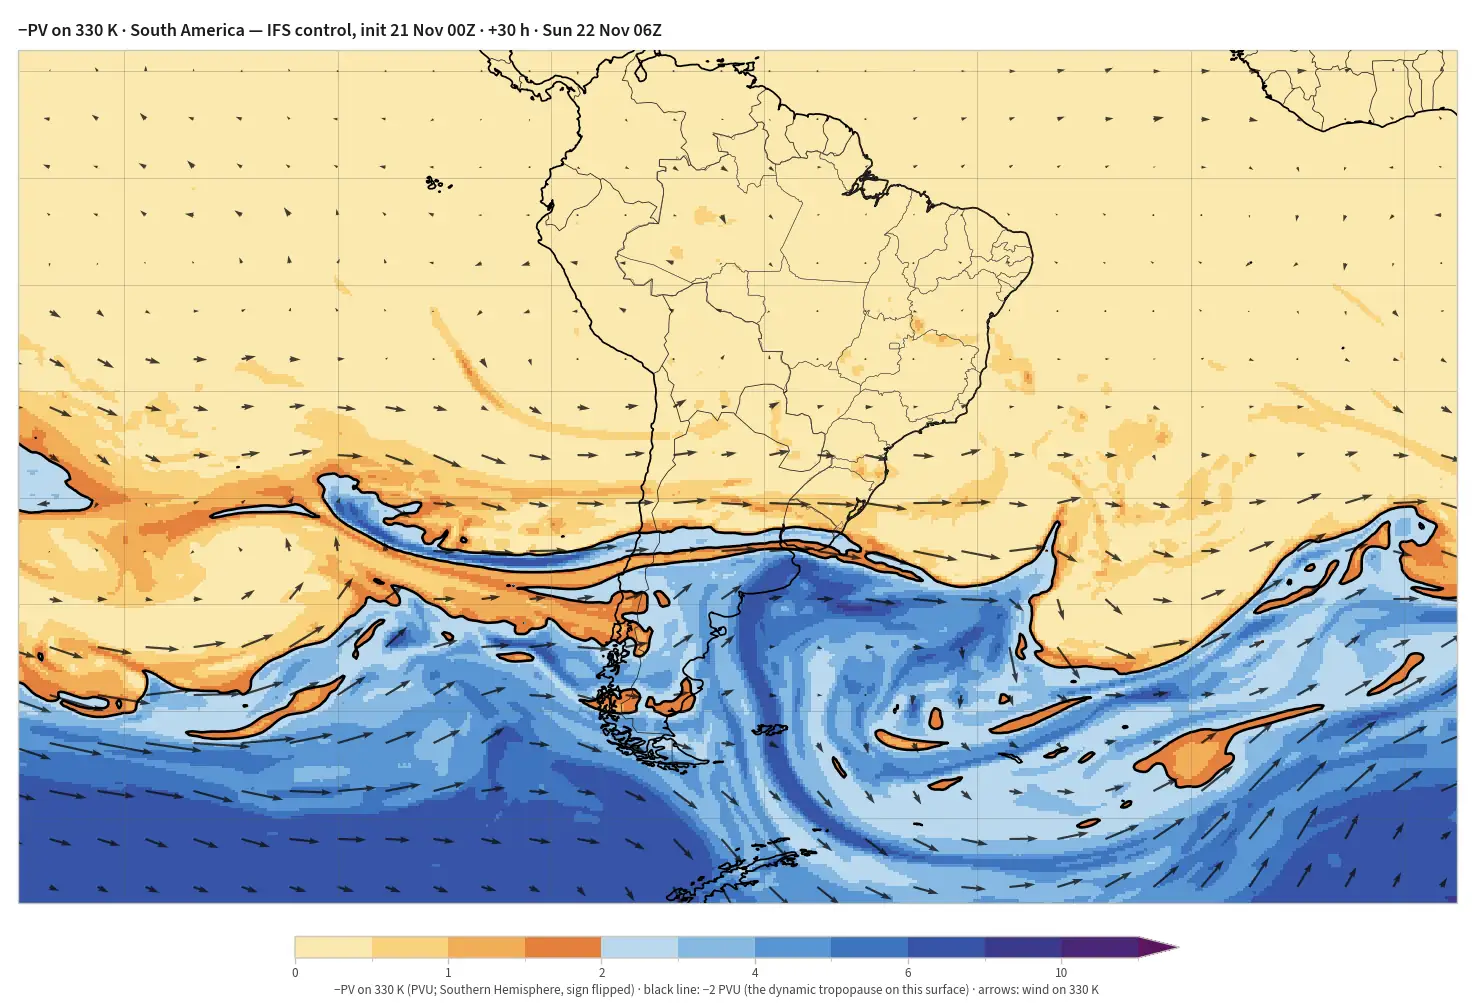 −PV on 330 K · South America — IFS control, init 21 Nov 00Z · +30 h · Sun 22 Nov 06Z
0 1 2 4 6 10
−PV on 330 K (PVU; Southern Hemisphere, sign flipped) · black line: −2 PVU (the dynamic tropopause on this surface) · arrows: wind on 330 K